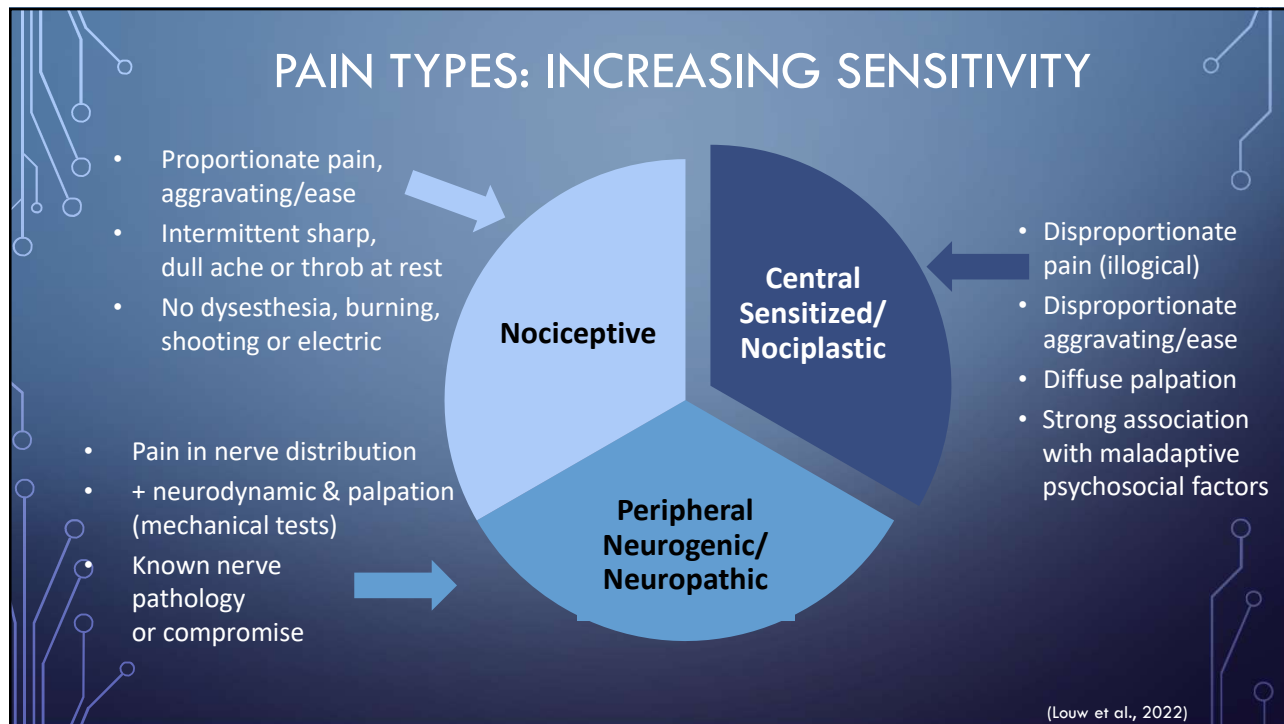 PAIN TYPES: INCREASING SENSITIVITY
• Proportionate pain,
aggravating/ease
• Intermittent sharp,
dull ache or throb at rest
• No dysesthesia, burning,
shooting or electric
Nociceptive
Central
Sensitized/
Nociplastic
• Disproportionate
pain (illogical)
• Disproportionate
aggravating/ease
• Diffuse palpation
• Strong association
with maladaptive
psychosocial factors
• Pain in nerve distribution
• + neurodynamic & palpation
(mechanical tests)
• Known nerve
pathology
or compromise
Peripheral
Neurogenic/
Neuropathic
(Louw et al., 2022)